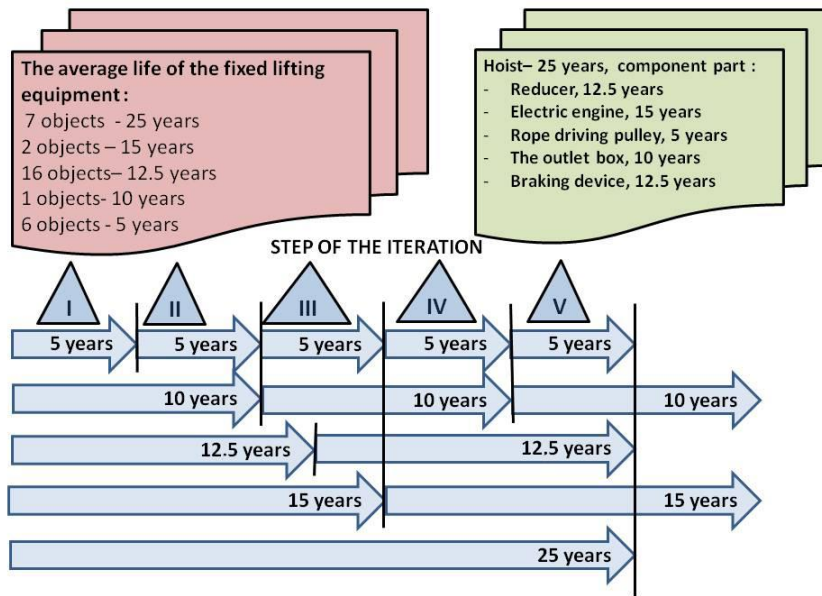 The average life of the fixed lifting
equipment :
7 objects - 25 years
2 objects – 15 years
16 objects– 12.5 years
1 objects- 10 years
6 objects - 5 years
Hoist– 25 years, component part :
- Reducer, 12.5 years
- Electric engine, 15 years
- Rope driving pulley, 5 years
- The outlet box, 10 years
- Braking device, 12.5 years
STEP OF THE ITERATION
I II III IV V
5 years 5 years 5 years 5 years 5 years
10 years 10 years 10 years
12.5 years 12.5 years
15 years 15 years
25 years